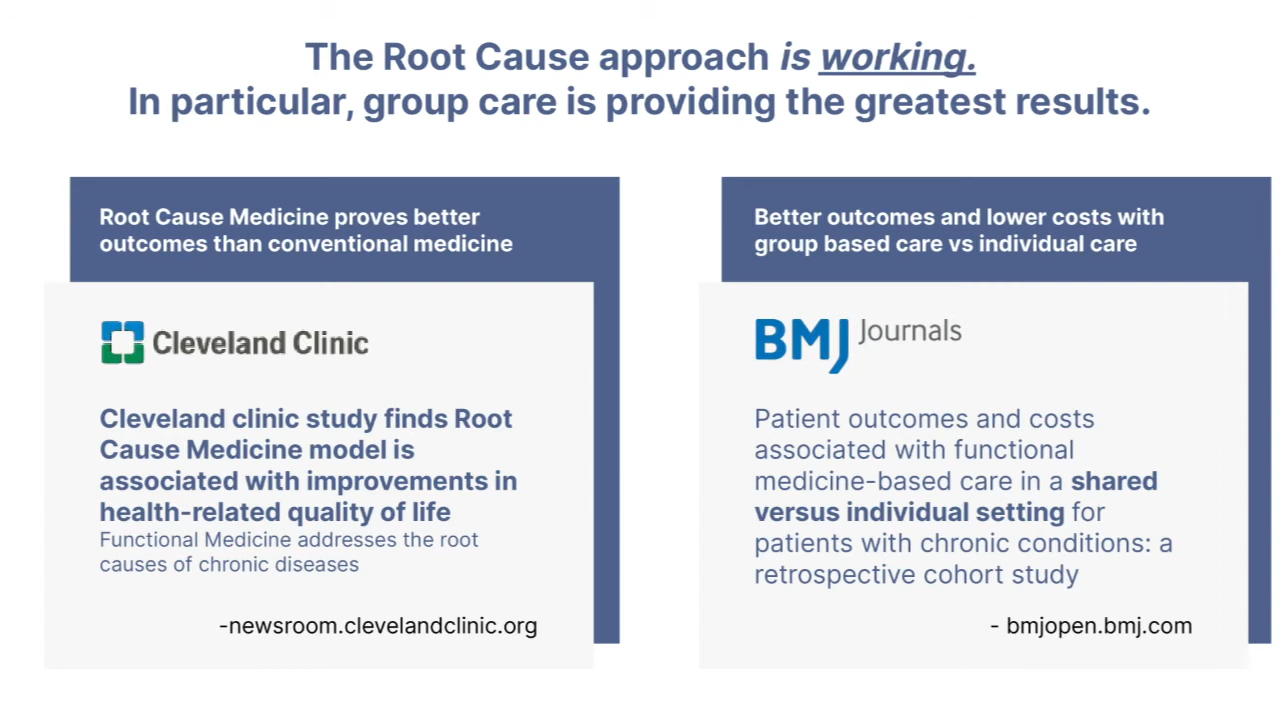 The Root Cause approach is working.
In particular, group care is providing the greatest results.
Root Cause Medicine proves better
outcomes than conventional medicine
Cleveland Clinic
Cleveland clinic study finds Root
Cause Medicine model is
associated with improvements in
health-related quality of life
Functional Medicine addresses the root
causes of chronic diseases
-newsroom.clevelandclinic.org
Better outcomes and lower costs with
group based care vs individual care
BMJ Journals
Patient outcomes and costs
associated with functional
medicine-based care in a shared
versus individual setting for
patients with chronic conditions: a
retrospective cohort study
- bmjopen.bmj.com